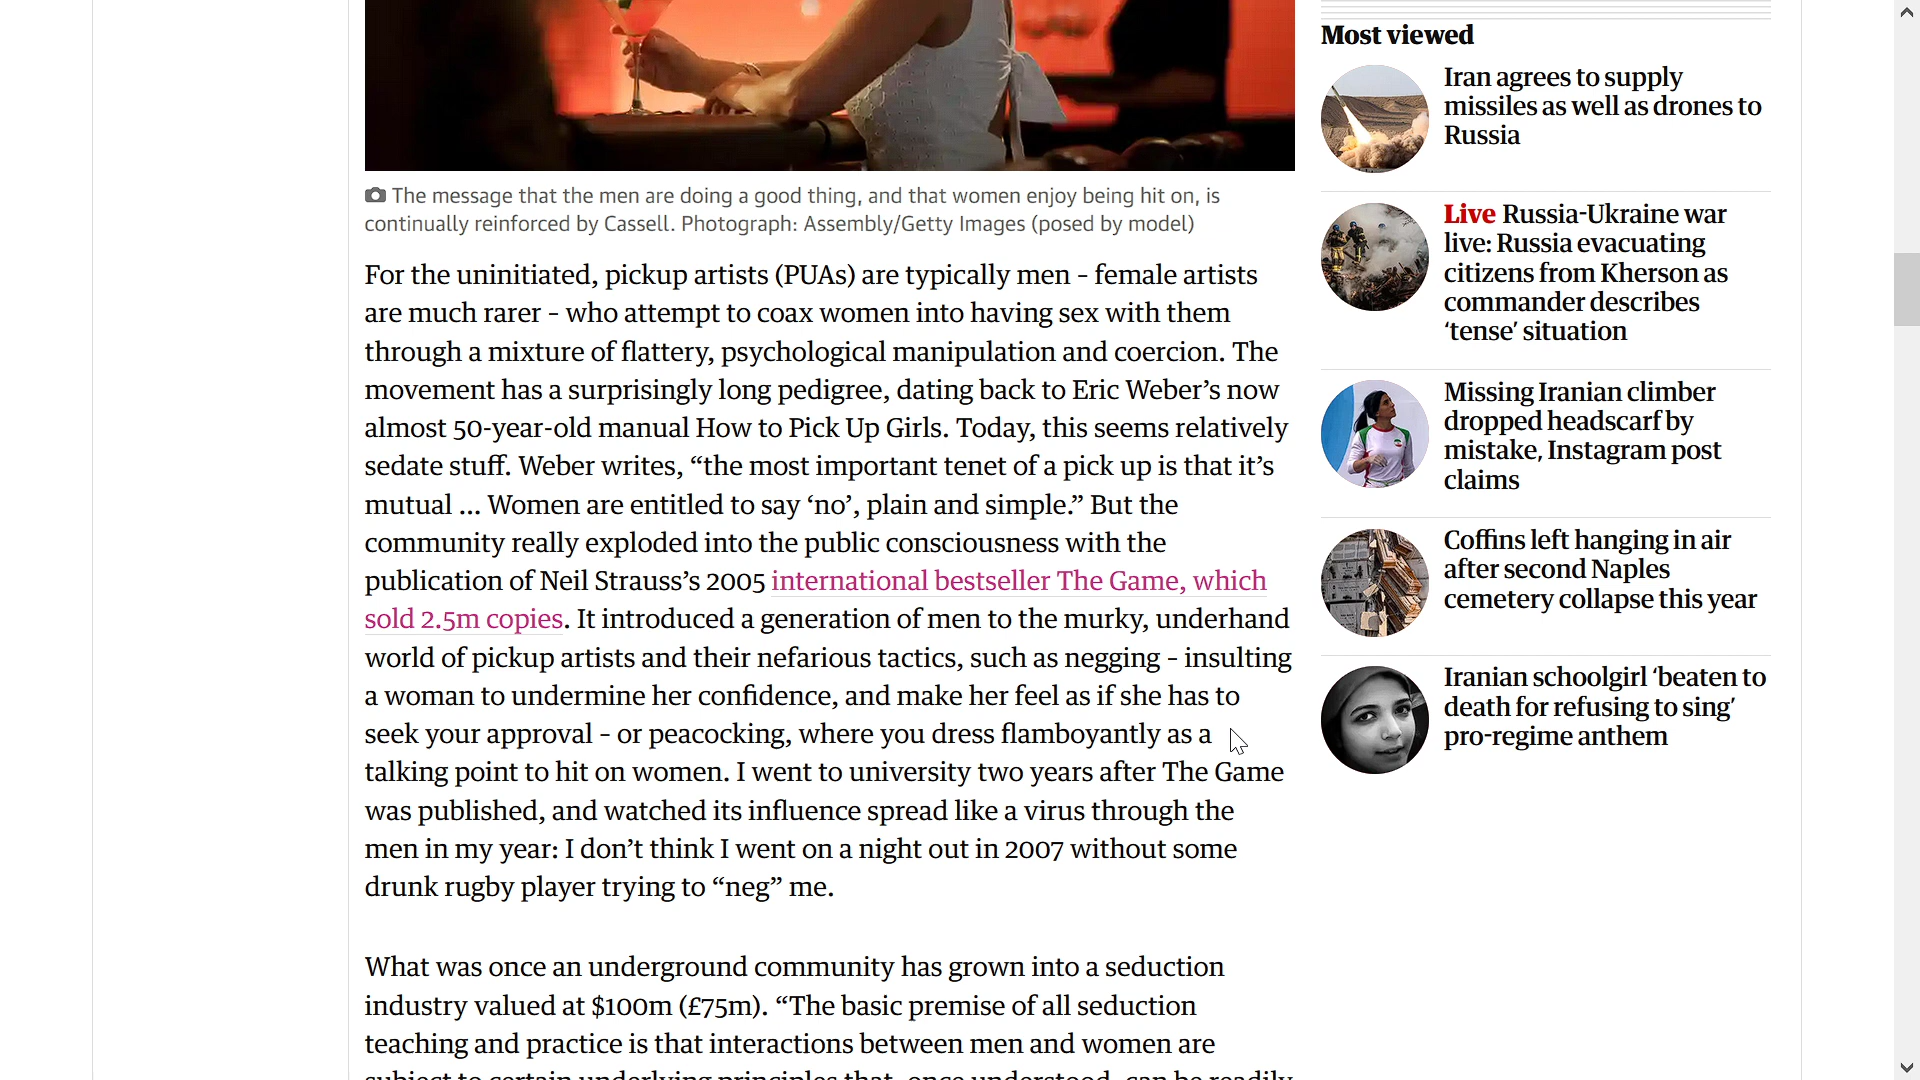 The message that the men are doing a good thing, and that women enjoy being hit on, is
continually reinforced by Cassell. Photograph: Assembly/Getty Images (posed by model)
For the uninitiated, pickup artists (PUAs) are typically men – female artists
are much rarer – who attempt to coax women into having sex with them
through a mixture of flattery, psychological manipulation and coercion. The
movement has a surprisingly long pedigree, dating back to Eric Weber’s now
almost 50-year-old manual How to Pick Up Girls. Today, this seems relatively
sedate stuff. Weber writes, “the most important tenet of a pick up is that it’s
mutual ... Women are entitled to say ‘no’, plain and simple.” But the
community really exploded into the public consciousness with the
publication of Neil Strauss’s 2005 international bestseller The Game, which
sold 2.5m copies. It introduced a generation of men to the murky, underhand
world of pickup artists and their nefarious tactics, such as negging – insulting
a woman to undermine her confidence, and make her feel as if she has to
seek your approval – or peacocking, where you dress flamboyantly as a
talking point to hit on women. I went to university two years after The Game
was published, and watched its influence spread like a virus through the
men in my year: I don’t think I went on a night out in 2007 without some
drunk rugby player trying to “neg” me.
What was once an underground community has grown into a seduction
industry valued at $100m (£75m). “The basic premise of all seduction
teaching and practice is that interactions between men and women are
subject to certain underlying principles that, once understood, can be readily
Most viewed
Iran agrees to supply
missiles as well as drones to
Russia
Live Russia-Ukraine war
live: Russia evacuating
citizens from Kherson as
commander describes
‘tense’ situation
Missing Iranian climber
dropped headscarf by
mistake, Instagram post
claims
Coffins left hanging in air
after second Naples
cemetery collapse this year
Iranian schoolgirl ‘beaten to
death for refusing to sing’
pro-regime anthem